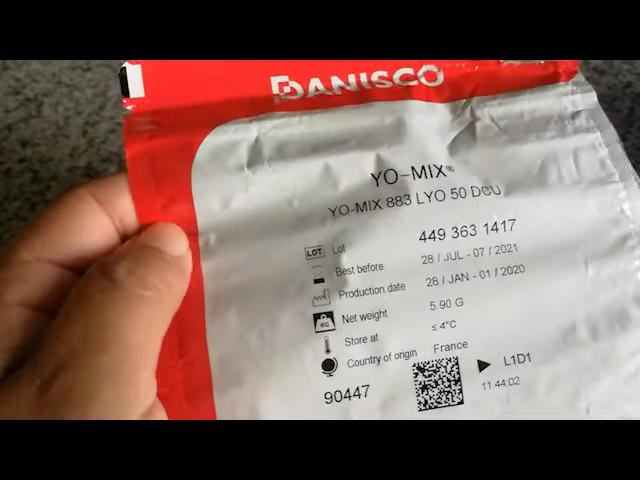 DANISCO
YO-MIX®
YO-MIX 883 LYO 50 DCU
LOT Lot 449 363 1417
Best before 28 / JUL - 07 / 2021
Production date 28 / JAN - 01 / 2020
KG Net weight 5.90 G
Store at ≤ 4°C
Country of origin France
90447 L1D1
11:44:02